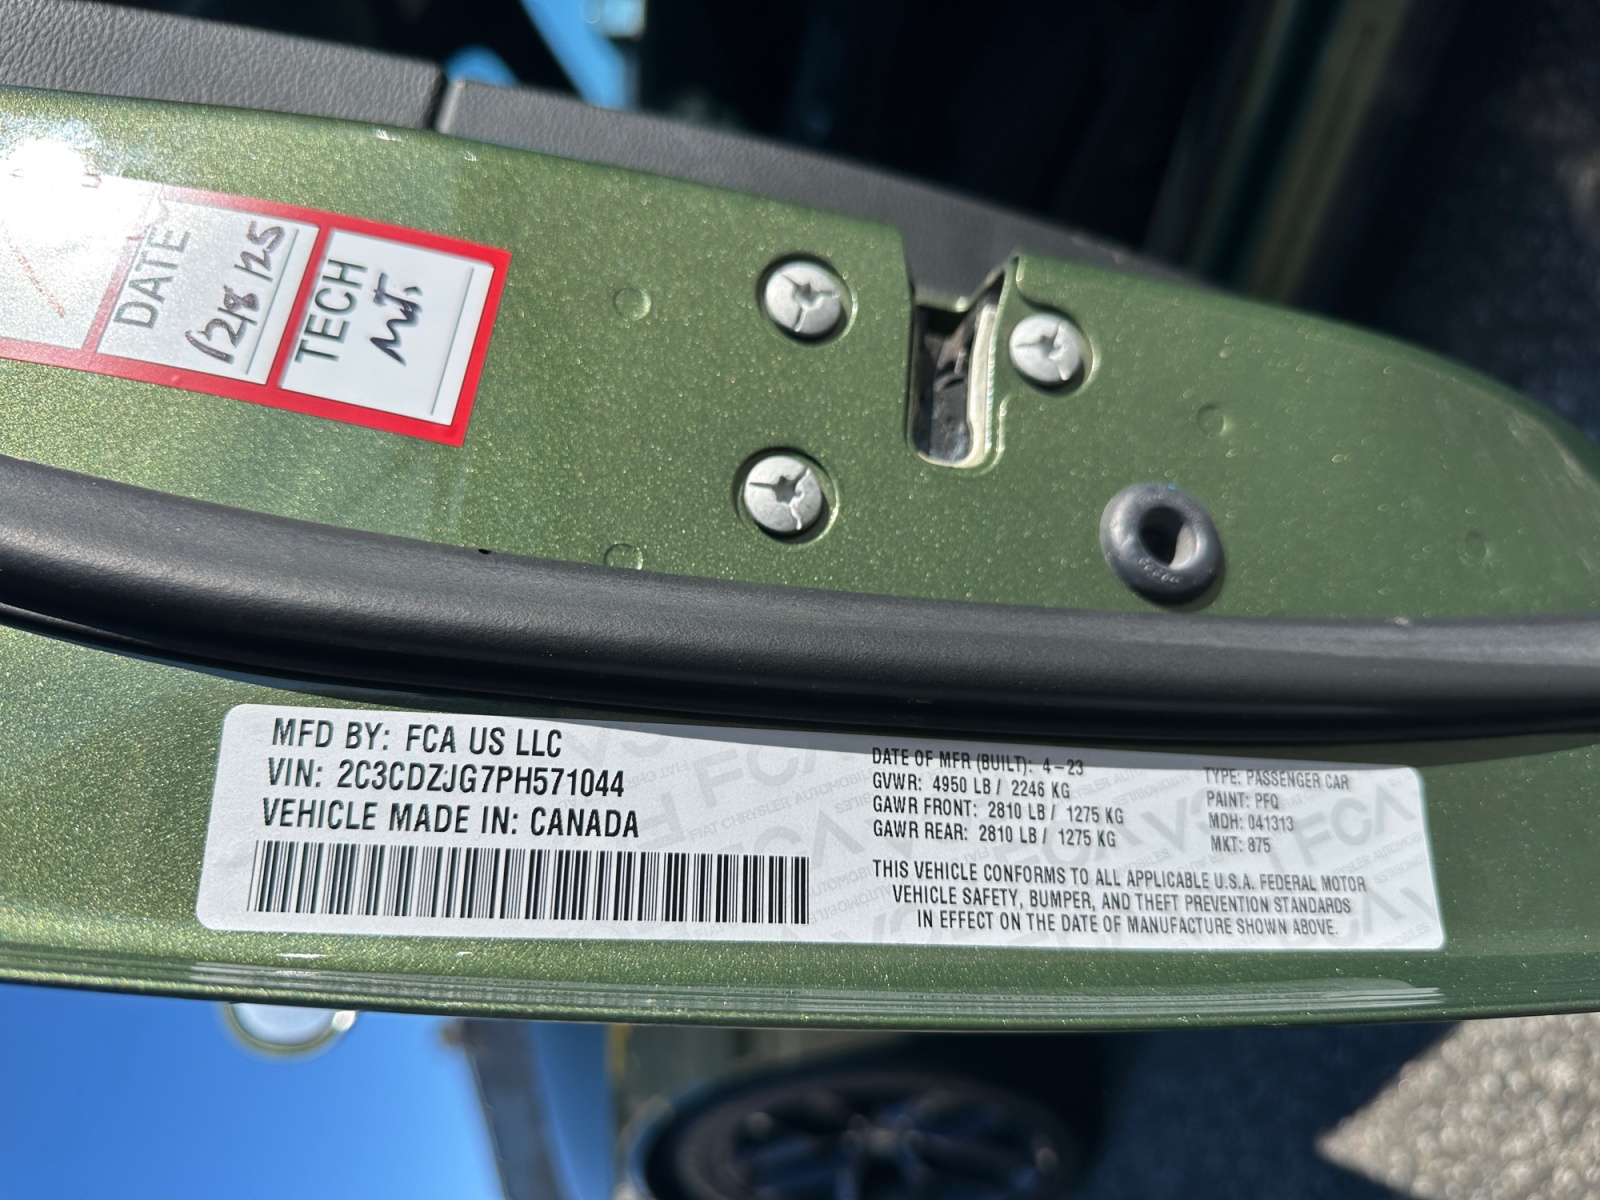 DATE
12/8/25
TECH
MFD BY: FCA US LLC
VIN: 2C3CDZJG7PH571044
VEHICLE MADE IN: CANADA
DATE OF MFR (BUILT): 4-23
GVWR: 4950 LB / 2246 KG
GAWR FRONT: 2810 LB / 1275 KG
GAWR REAR: 2810 LB / 1275 KG
TYPE: PASSENGER CAR
PAINT: PFQ
MDH: 041313
MKT: 875
THIS VEHICLE CONFORMS TO ALL APPLICABLE U.S.A. FEDERAL MOTOR
VEHICLE SAFETY, BUMPER, AND THEFT PREVENTION STANDARDS
IN EFFECT ON THE DATE OF MANUFACTURE SHOWN ABOVE.